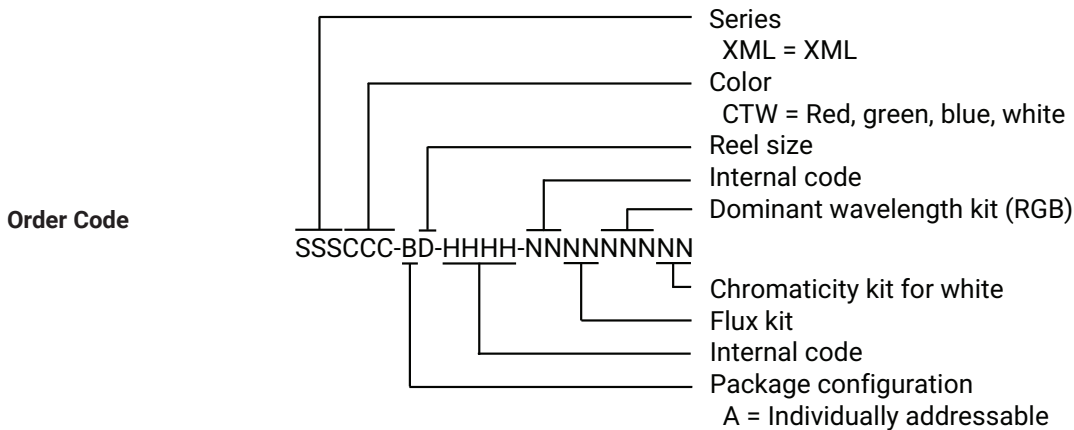 Series
XML = XML
Color
CTW = Red, green, blue, white
Reel size
Internal code
Dominant wavelength kit (RGB)
Order Code
SSSCCC-BD-HHHH-NNNNNNNNN
Chromaticity kit for white
Flux kit
Internal code
Package configuration
A = Individually addressable